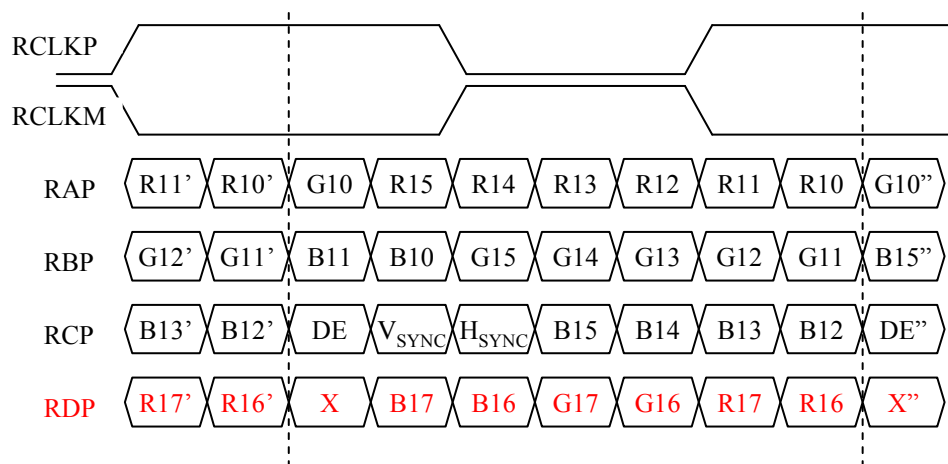 RCLKP
RCLKM
RAP R11’ R10’ G10 R15 R14 R13 R12 R11 R10 G10”
RBP G12’ G11’ B11 B10 G15 G14 G13 G12 G11 B15”
RCP B13’ B12’ DE VSYNC HSYNC B15 B14 B13 B12 DE”
RDP R17’ R16’ X B17 B16 G17 G16 R17 R16 X”